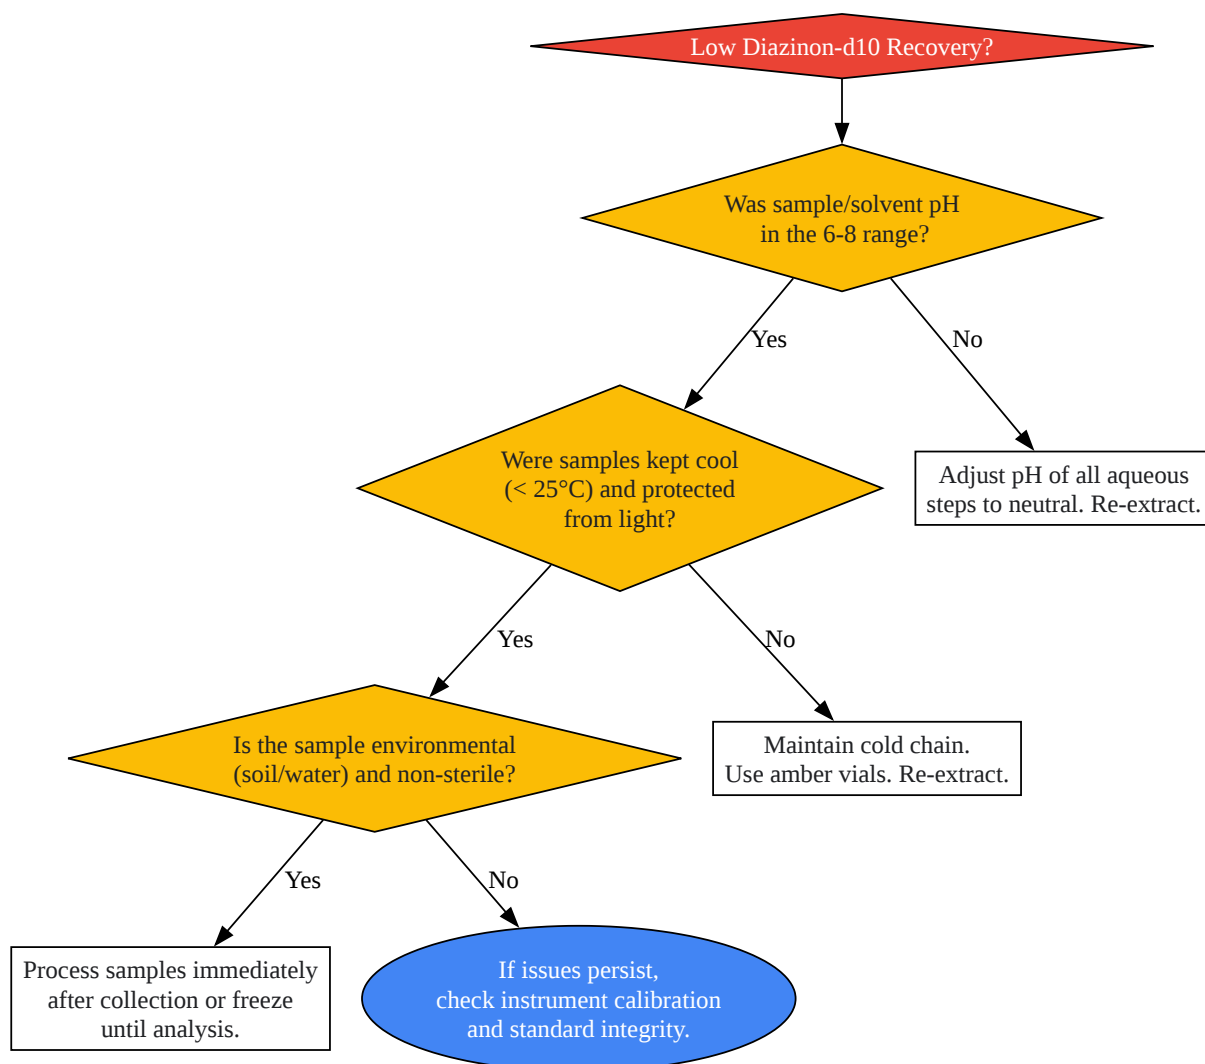 Low Diazinon-d10 Recovery?
Was sample/solvent pH
in the 6-8 range?
Yes
No
Were samples kept cool
(< 25°C) and protected
from light?
Adjust pH of all aqueous
steps to neutral. Re-extract.
Yes
No
Is the sample environmental
(soil/water) and non-sterile?
Maintain cold chain.
Use amber vials. Re-extract.
Yes
No
Process samples immediately
after collection or freeze
until analysis.
If issues persist,
check instrument calibration
and standard integrity.